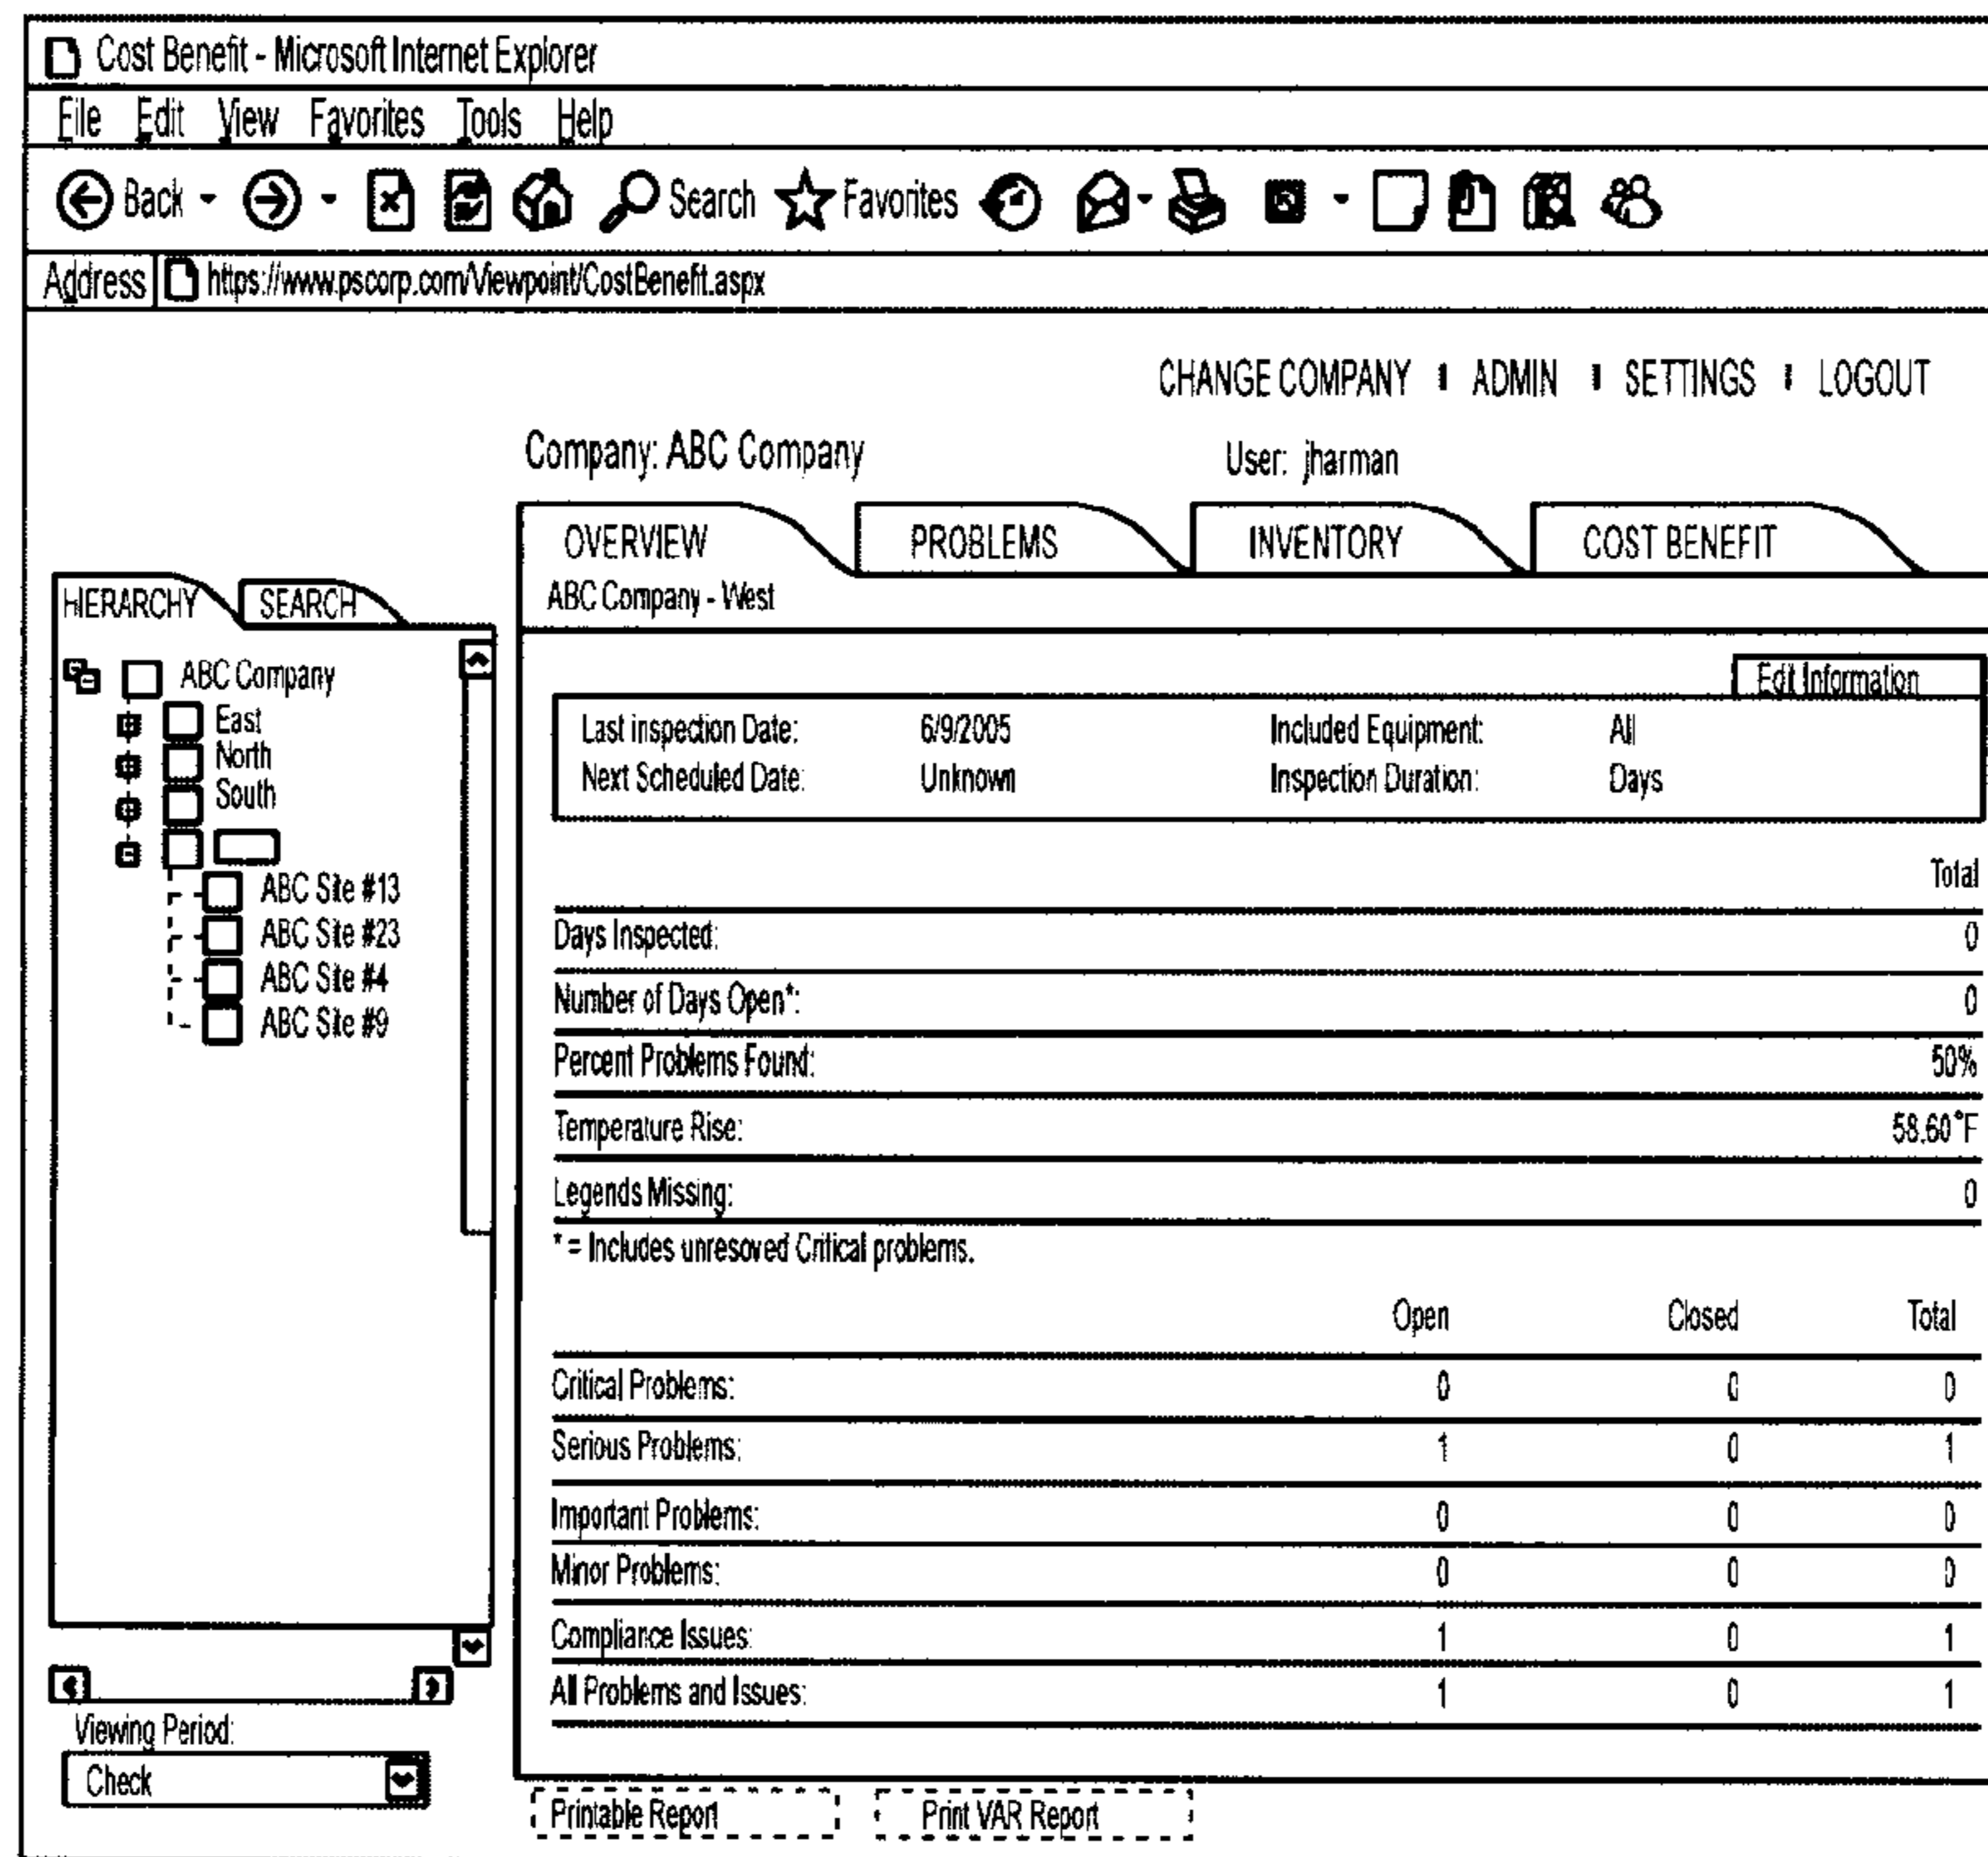 Cost Benefit - Microsoft Internet Explorer
File Edit View Favorites Tools Help
Back Search Favorites
Address https://www.pscorp.com/Viewpoint/CostBenefit.aspx
CHANGE COMPANY ADMIN SETTINGS LOGOUT
Company: ABC Company User: jharman
OVERVIEW PROBLEMS INVENTORY COST BENEFIT
ABC Company - West
HIERARCHY SEARCH
ABC Company
East
North
South
ABC Site #13
ABC Site #23
ABC Site #4
ABC Site #9
Viewing Period:
Check
Edit Information
Last inspection Date: 6/9/2005 Included Equipment: All
Next Scheduled Date: Unknown Inspection Duration: Days
Total
Days Inspected: 0
Number of Days Open*: 0
Percent Problems Found: 50%
Temperature Rise: 58.60°F
Legends Missing: 0
* = Includes unresoved Critical problems.
Open Closed Total
Critical Problems: 0 0 0
Serious Problems: 1 0 1
Important Problems: 0 0 0
Minor Problems: 0 0 0
Compliance Issues: 1 0 1
All Problems and Issues: 1 0 1
Printable Report Print VAR Report